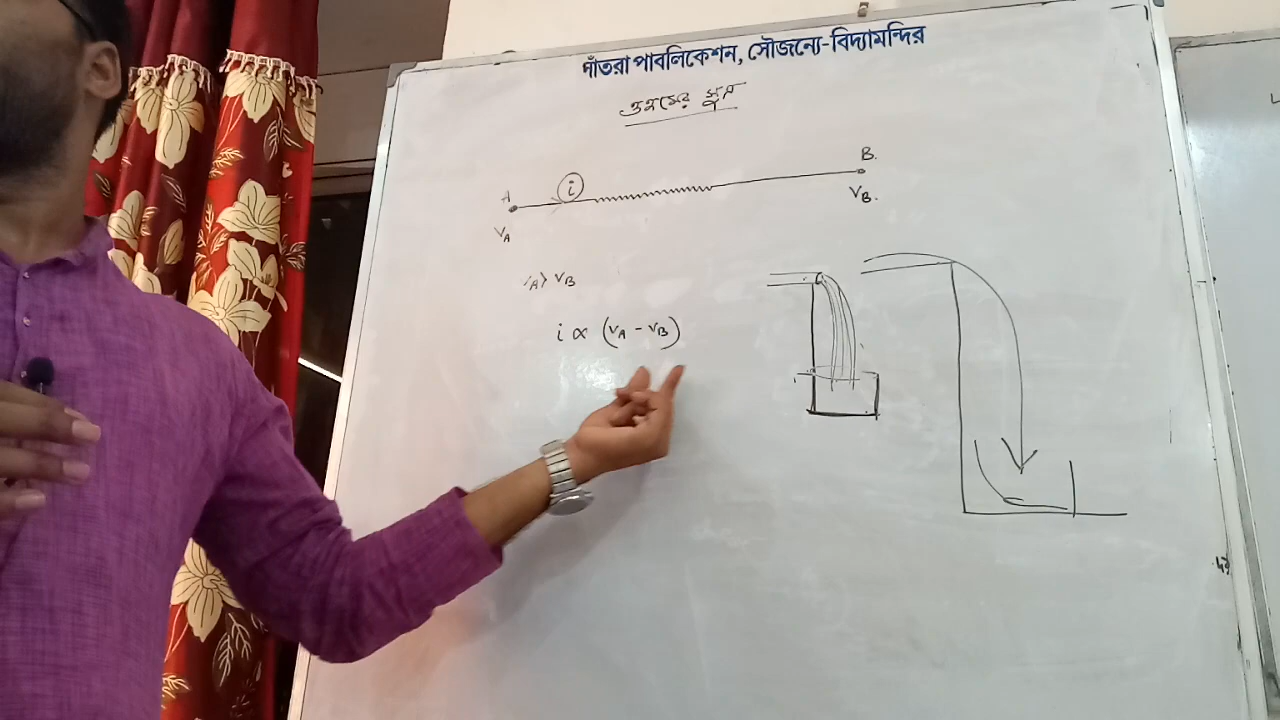 দাঁতরা পাবলিকেশন, সৌজন্যে-বিদ্যামন্দির
ওহমের সূত্র
A
i
B.
VA
VB.
VA > VB
i ∝ (VA - VB)